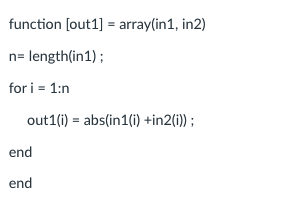 function [out1] = array(in1, in2)
n= length(in1) ;
for i = 1:n
out1(i) = abs(in1(i) +in2(i)) ;
end
end